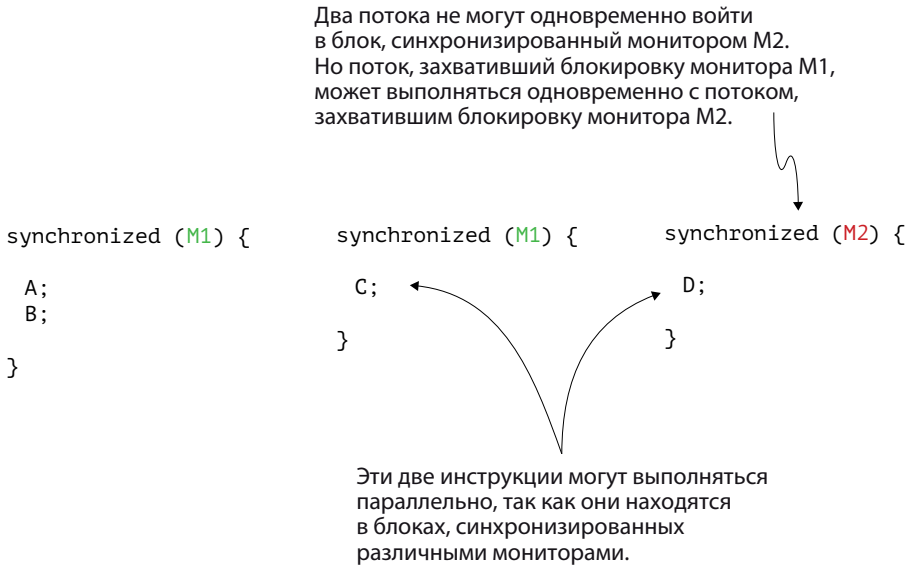 Два потока не могут одновременно войти
в блок, синхронизированный монитором M2.
Но поток, захвативший блокировку монитора M1,
может выполняться одновременно с потоком,
захватившим блокировку монитора M2.
synchronized (M1) {
A;
B;
}
synchronized (M1) {
C;
}
synchronized (M2) {
D;
}
Эти две инструкции могут выполняться
параллельно, так как они находятся
в блоках, синхронизированных
различными мониторами.